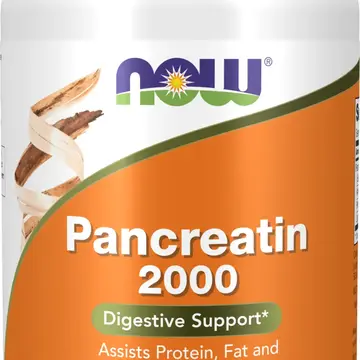 NOW®
Pancreatin
2000
Digestive Support*
Assists Protein, Fat and